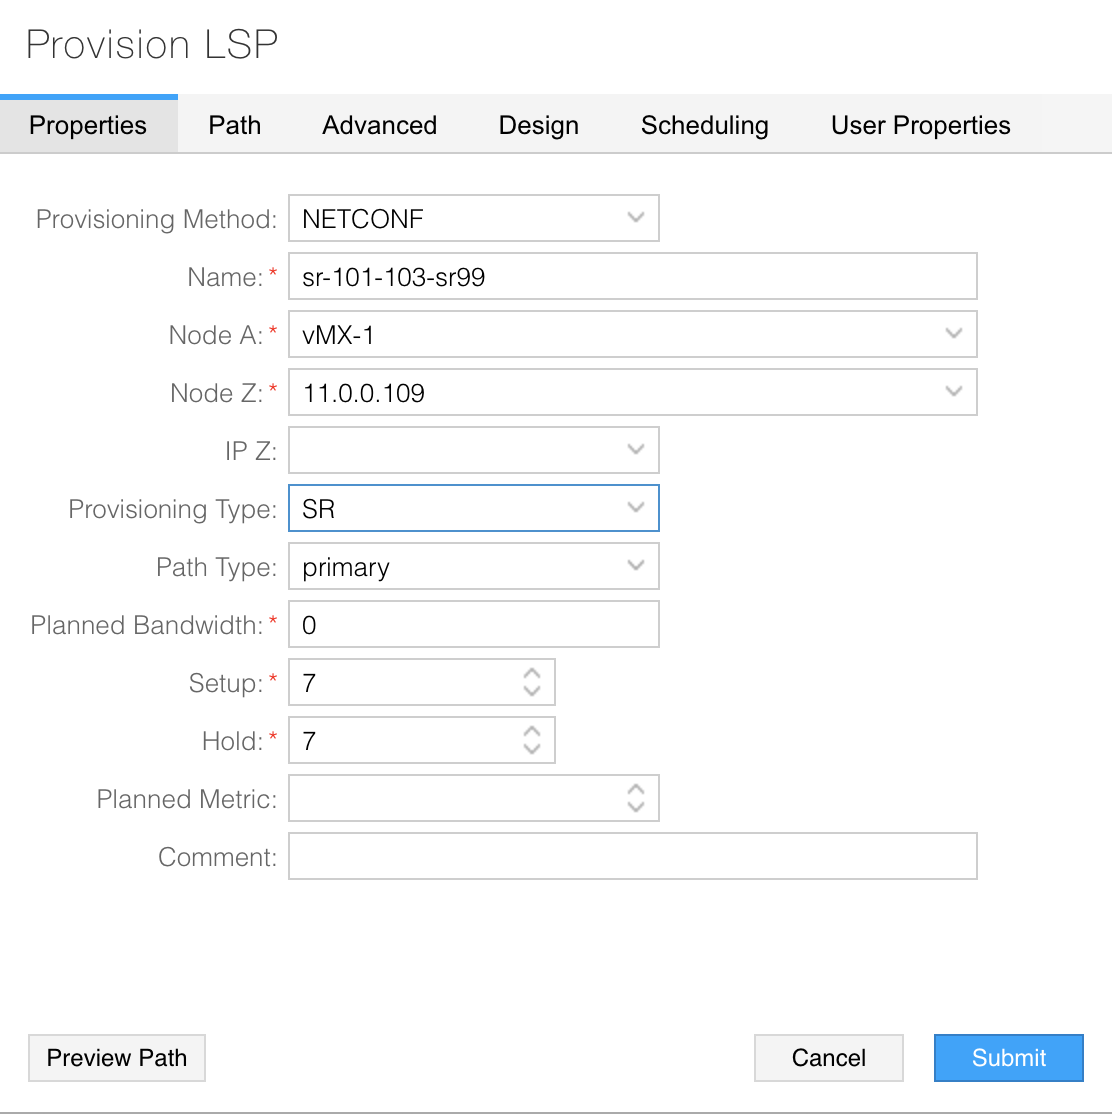 Provision LSP
Properties Path Advanced Design Scheduling User Properties
Provisioning Method: NETCONF
Name: * sr-101-103-sr99
Node A: * vMX-1
Node Z: * 11.0.0.109
IP Z:
Provisioning Type: SR
Path Type: primary
Planned Bandwidth: * 0
Setup: * 7
Hold: * 7
Planned Metric:
Comment:
Preview Path Cancel Submit